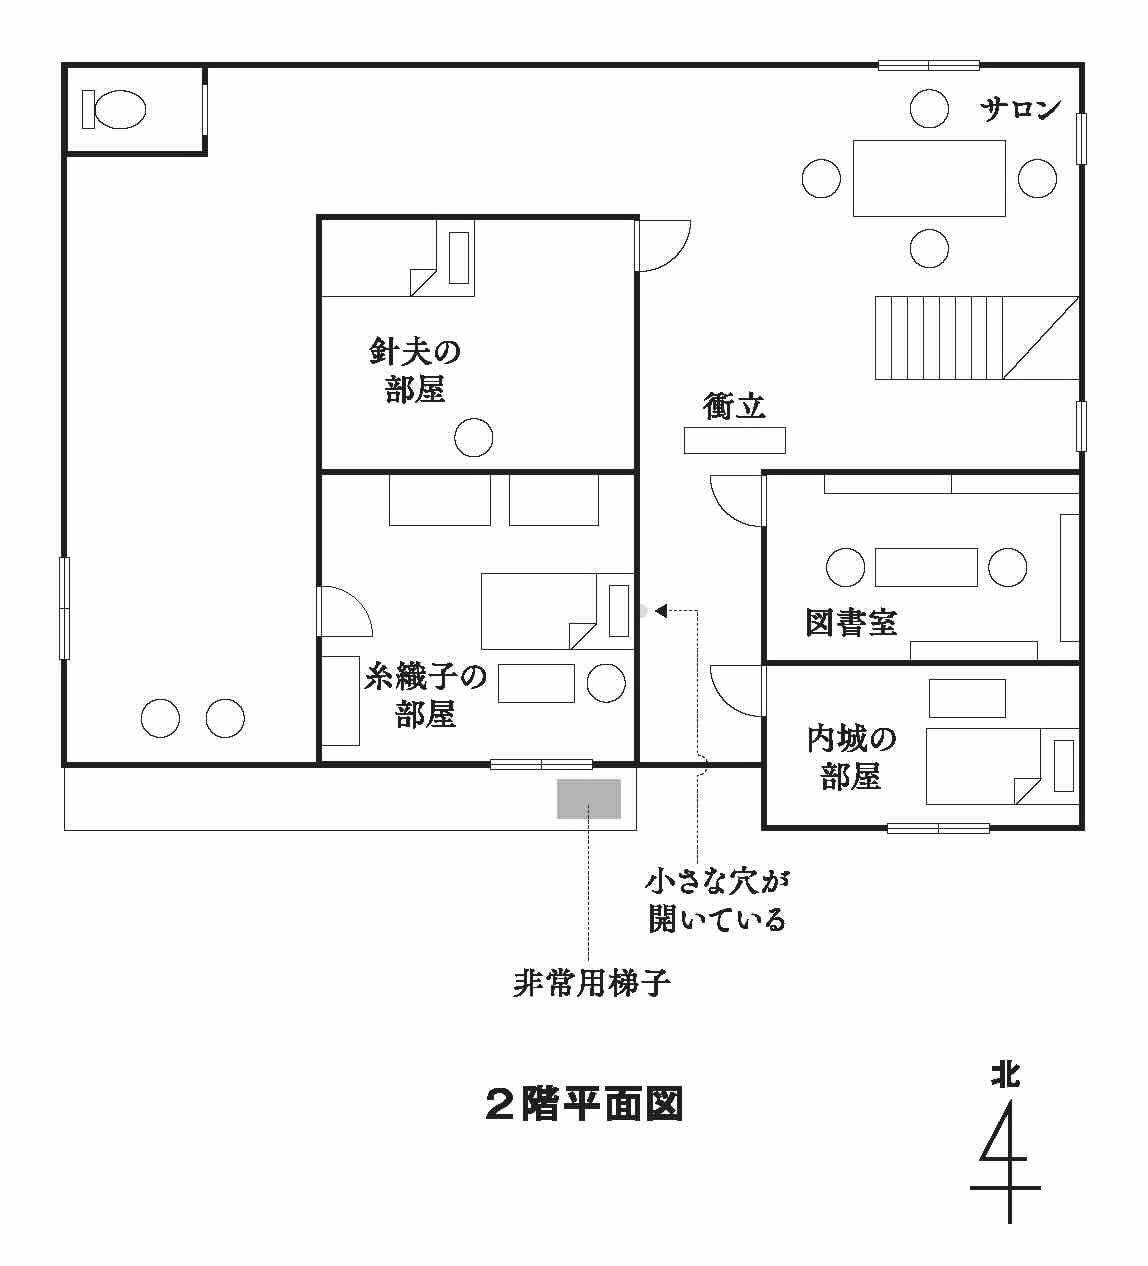 サロン
針夫の
部屋
衝立
図書室
糸織子の
部屋
内城の
部屋
小さな穴が
開いている
非常用梯子
2階平面図
北